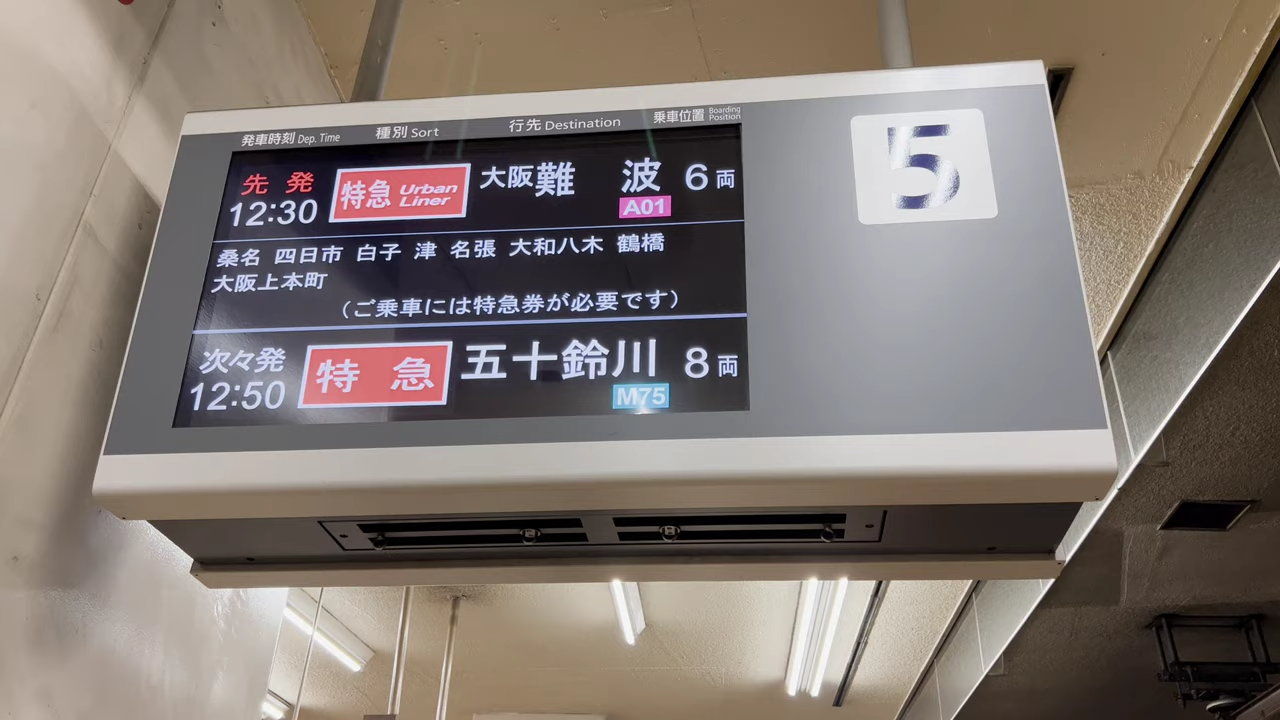 発車時刻 Dep. Time 種別 Sort 行先 Destination 乗車位置 Boarding Position
5
先発 特急 Urban Liner 大阪難波 6両
12:30 A01
桑名 四日市 白子 津 名張 大和八木 鶴橋
大阪上本町
（ご乗車には特急券が必要です）
次々発 特急 五十鈴川 8両
12:50 M75